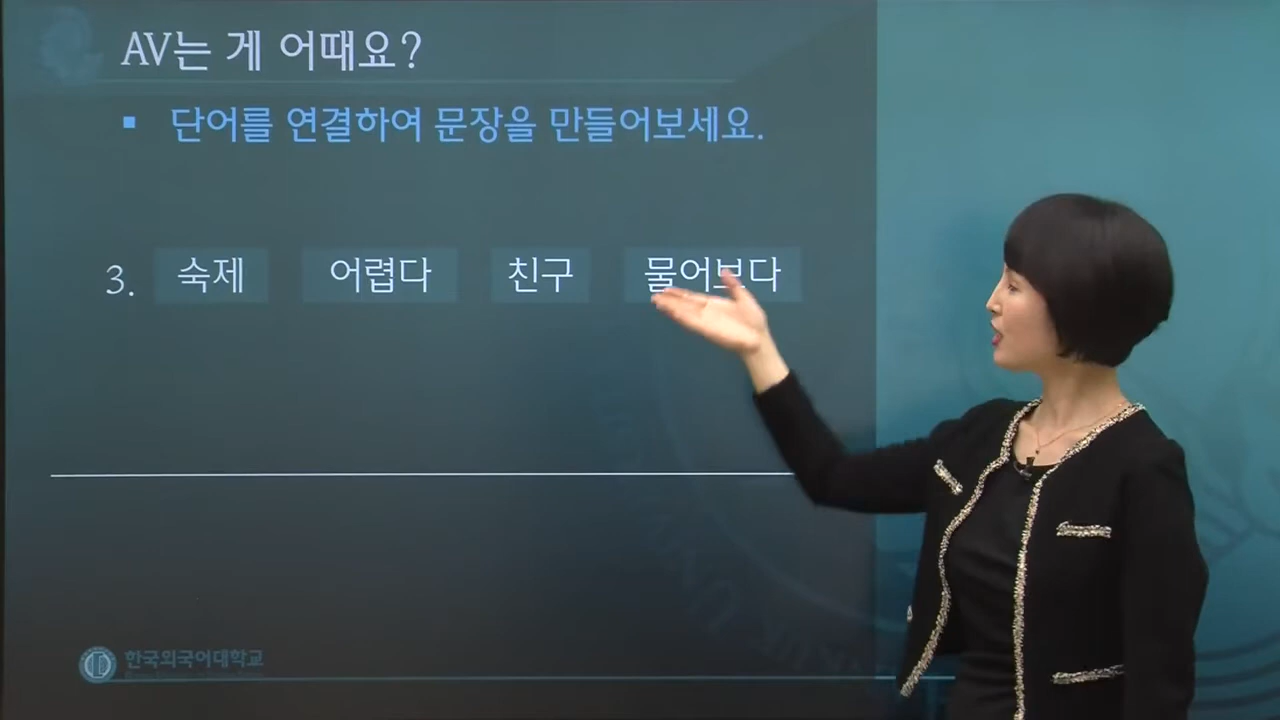 AV는 게 어때요?
▪ 단어를 연결하여 문장을 만들어보세요.
3. 숙제 어렵다 친구 물어보다
한국외국어대학교